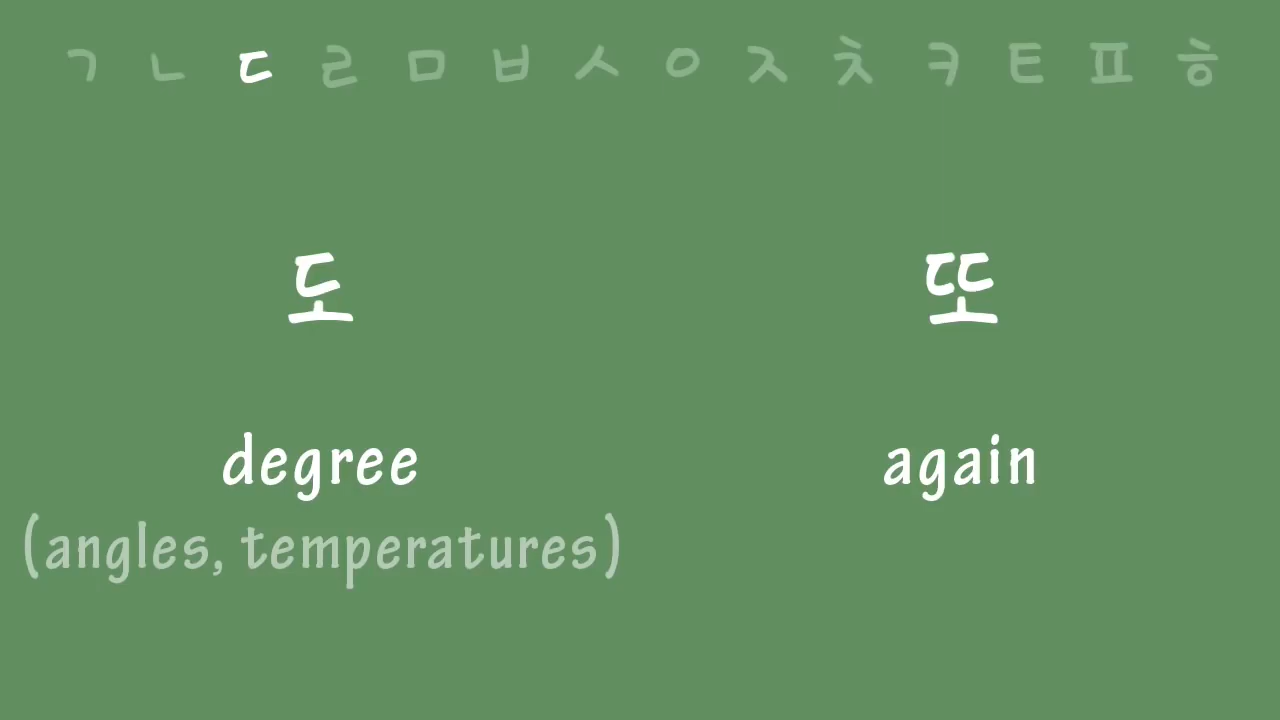 ㄱ ㄴ ㄷ ㄹ ㅁ ㅂ ㅅ ㅇ ㅈ ㅊ ㅋ ㅌ ㅍ ㅎ
도 또
degree again
(angles, temperatures)